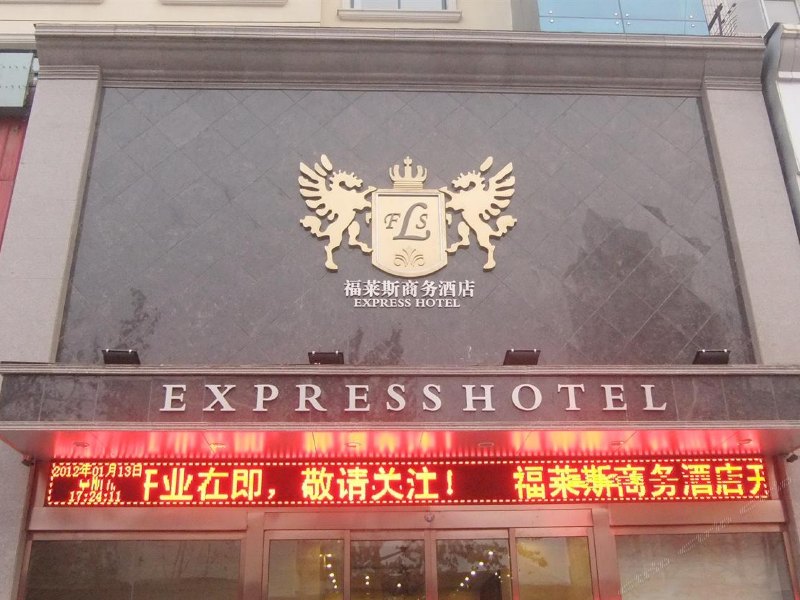 FLS
福莱斯商务酒店
EXPRESS HOTEL
EXPRESSHOTEL
2012年01月13日
17:24:11
开业在即，敬请关注！ 福莱斯商务酒店开